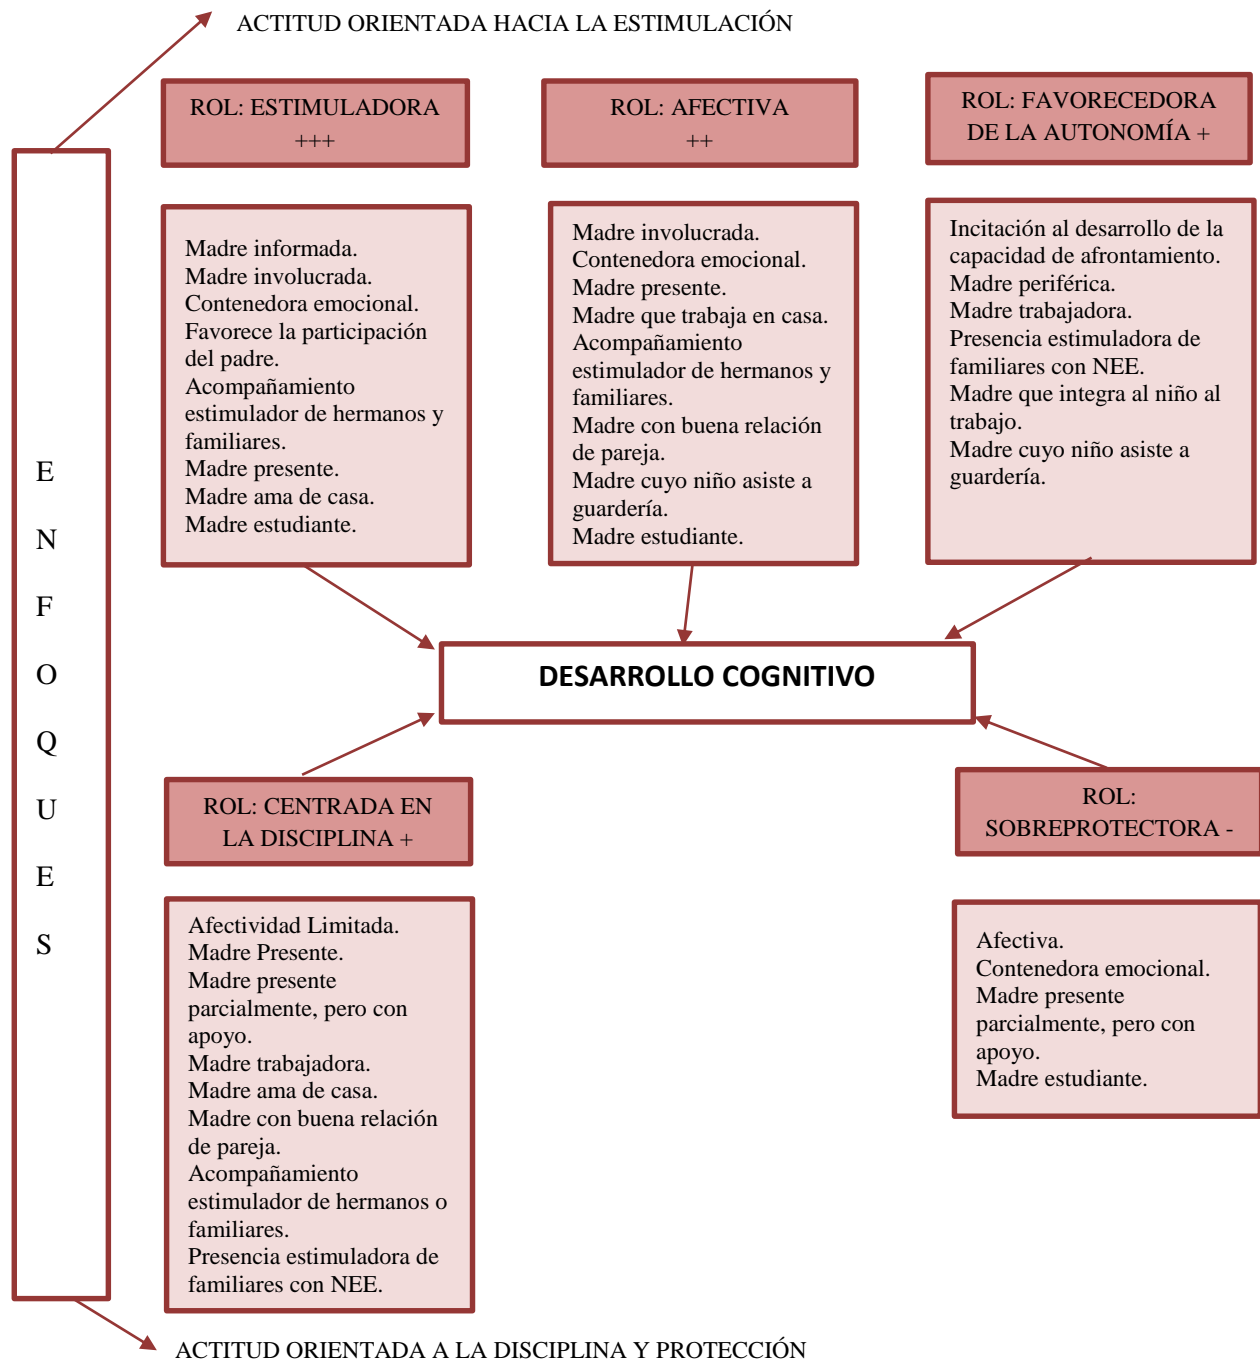 ACTITUD ORIENTADA HACIA LA ESTIMULACIÓN
ROL: ESTIMULADORA
+++
ROL: AFECTIVA
++
ROL: FAVORECEDORA
DE LA AUTONOMÍA +
Madre informada.
Madre involucrada.
Contenedora emocional.
Favorece la participación
del padre.
Acompañamiento
estimulador de hermanos y
familiares.
Madre presente.
Madre ama de casa.
Madre estudiante.
Madre involucrada.
Contenedora emocional.
Madre presente.
Madre que trabaja en casa.
Acompañamiento
estimulador de hermanos y
familiares.
Madre con buena relación
de pareja.
Madre cuyo niño asiste a
guardería.
Madre estudiante.
Incitación al desarrollo de la
capacidad de afrontamiento.
Madre periférica.
Madre trabajadora.
Presencia estimuladora de
familiares con NEE.
Madre que integra al niño al
trabajo.
Madre cuyo niño asiste a
guardería.
E
N
F
O
Q
U
E
S
DESARROLLO COGNITIVO
ROL: CENTRADA EN
LA DISCIPLINA +
ROL:
SOBREPROTECTORA -
Afectividad Limitada.
Madre Presente.
Madre presente
parcialmente, pero con
apoyo.
Madre trabajadora.
Madre ama de casa.
Madre con buena relación
de pareja.
Acompañamiento
estimulador de hermanos o
familiares.
Presencia estimuladora de
familiares con NEE.
Afectiva.
Contenedora emocional.
Madre presente
parcialmente, pero con
apoyo.
Madre estudiante.
ACTITUD ORIENTADA A LA DISCIPLINA Y PROTECCIÓN